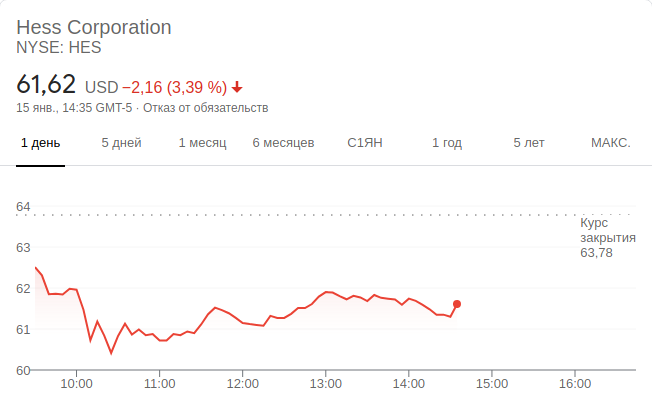 Hess Corporation
NYSE: HES
61,62 USD −2,16 (3,39 %)
15 янв., 14:35 GMT-5 · Отказ от обязательств
1 день 5 дней 1 месяц 6 месяцев С1ЯН 1 год 5 лет МАКС.
64
Курс
закрытия
63,78
63
62
61
60
10:00 11:00 12:00 13:00 14:00 15:00 16:00